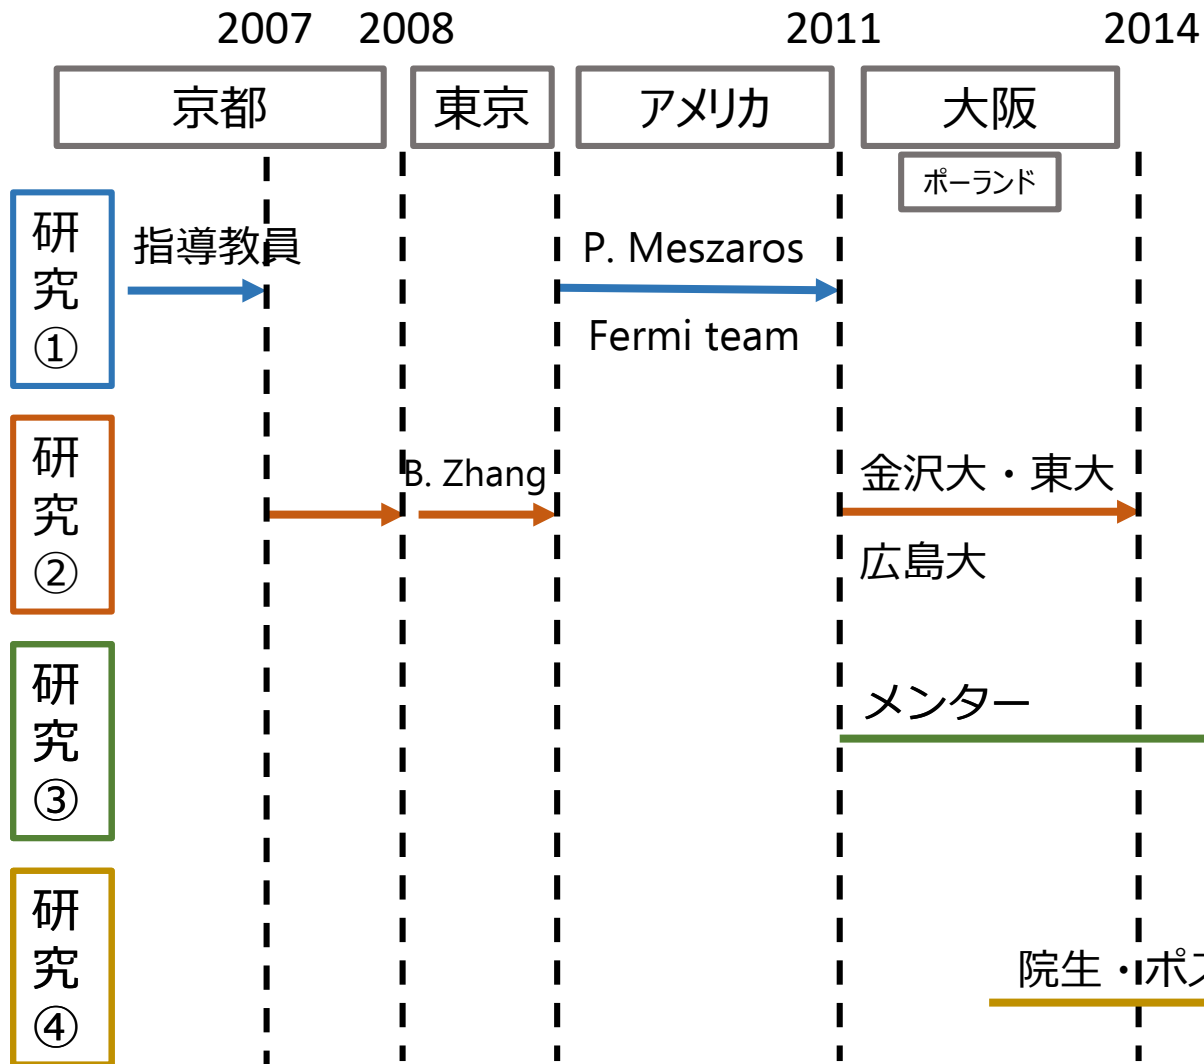 2007 2008 2011 2014
京都 東京 アメリカ 大阪
ポーランド
研究①
指導教員
P. Meszaros
Fermi team
研究②
B. Zhang
金沢大・東大
広島大
研究③
メンター
研究④
院生・ポス